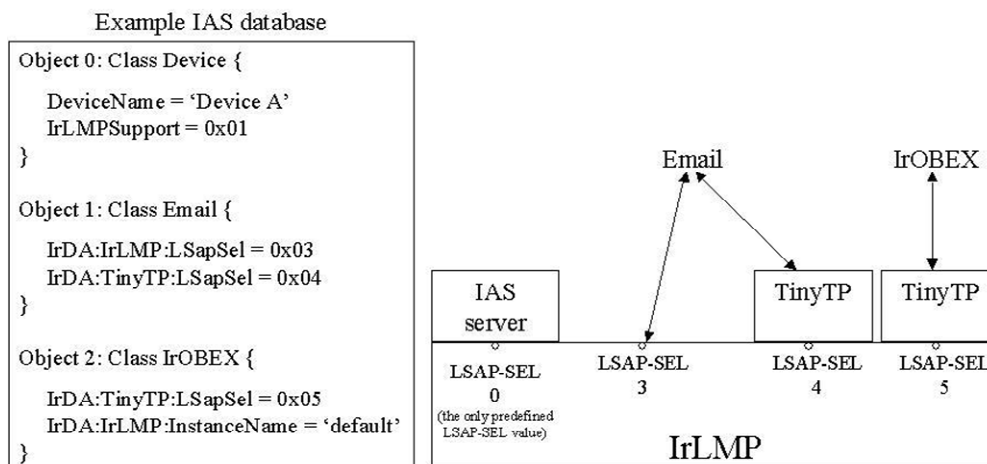 Example IAS database
Object 0: Class Device {
DeviceName = ‘Device A’
IrLMPSupport = 0x01
}
Object 1: Class Email {
IrDA:IrLMP:LSapSel = 0x03
IrDA:TinyTP:LSapSel = 0x04
}
Object 2: Class IrOBEX {
IrDA:TinyTP:LSapSel = 0x05
IrDA:IrLMP:InstanceName = ‘default’
}
Email
IrOBEX
IAS
server
TinyTP
TinyTP
LSAP-SEL
0
(the only predefined
LSAP-SEL value)
LSAP-SEL
3
LSAP-SEL
4
LSAP-SEL
5
IrLMP